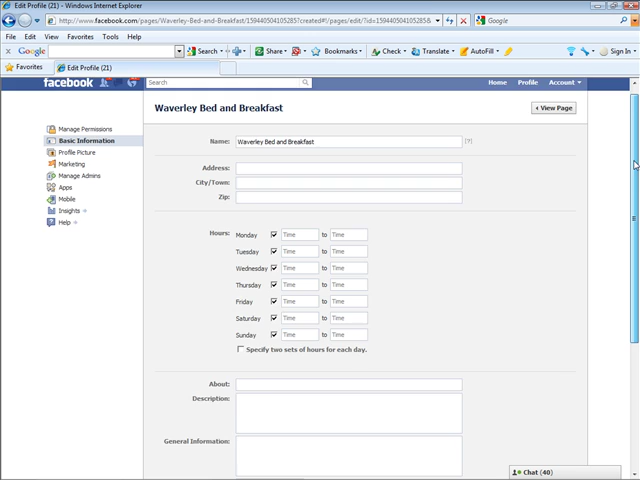 Edit Profile (21) - Windows Internet Explorer
http://www.facebook.com/pages/Waverley-Bed-and-Breakfast/159440504105285?created#!/pages/edit/?id=1594405041052858
Google
File Edit View Favorites Tools Help
x Google Search Share Bookmarks Check Translate AutoFill Sign In
Favorites Edit Profile (21)
facebook Search Home Profile Account
Waverley Bed and Breakfast View Page
Manage Permissions
Basic Information
Profile Picture
Marketing
Manage Admins
Apps
Mobile
Insights
Help
Name: Waverley Bed and Breakfast [?]
Address:
City/Town:
Zip:
Hours: Monday Time to Time
Tuesday Time to Time
Wednesday Time to Time
Thursday Time to Time
Friday Time to Time
Saturday Time to Time
Sunday Time to Time
Specify two sets of hours for each day.
About:
Description:
General Information:
Chat (40)